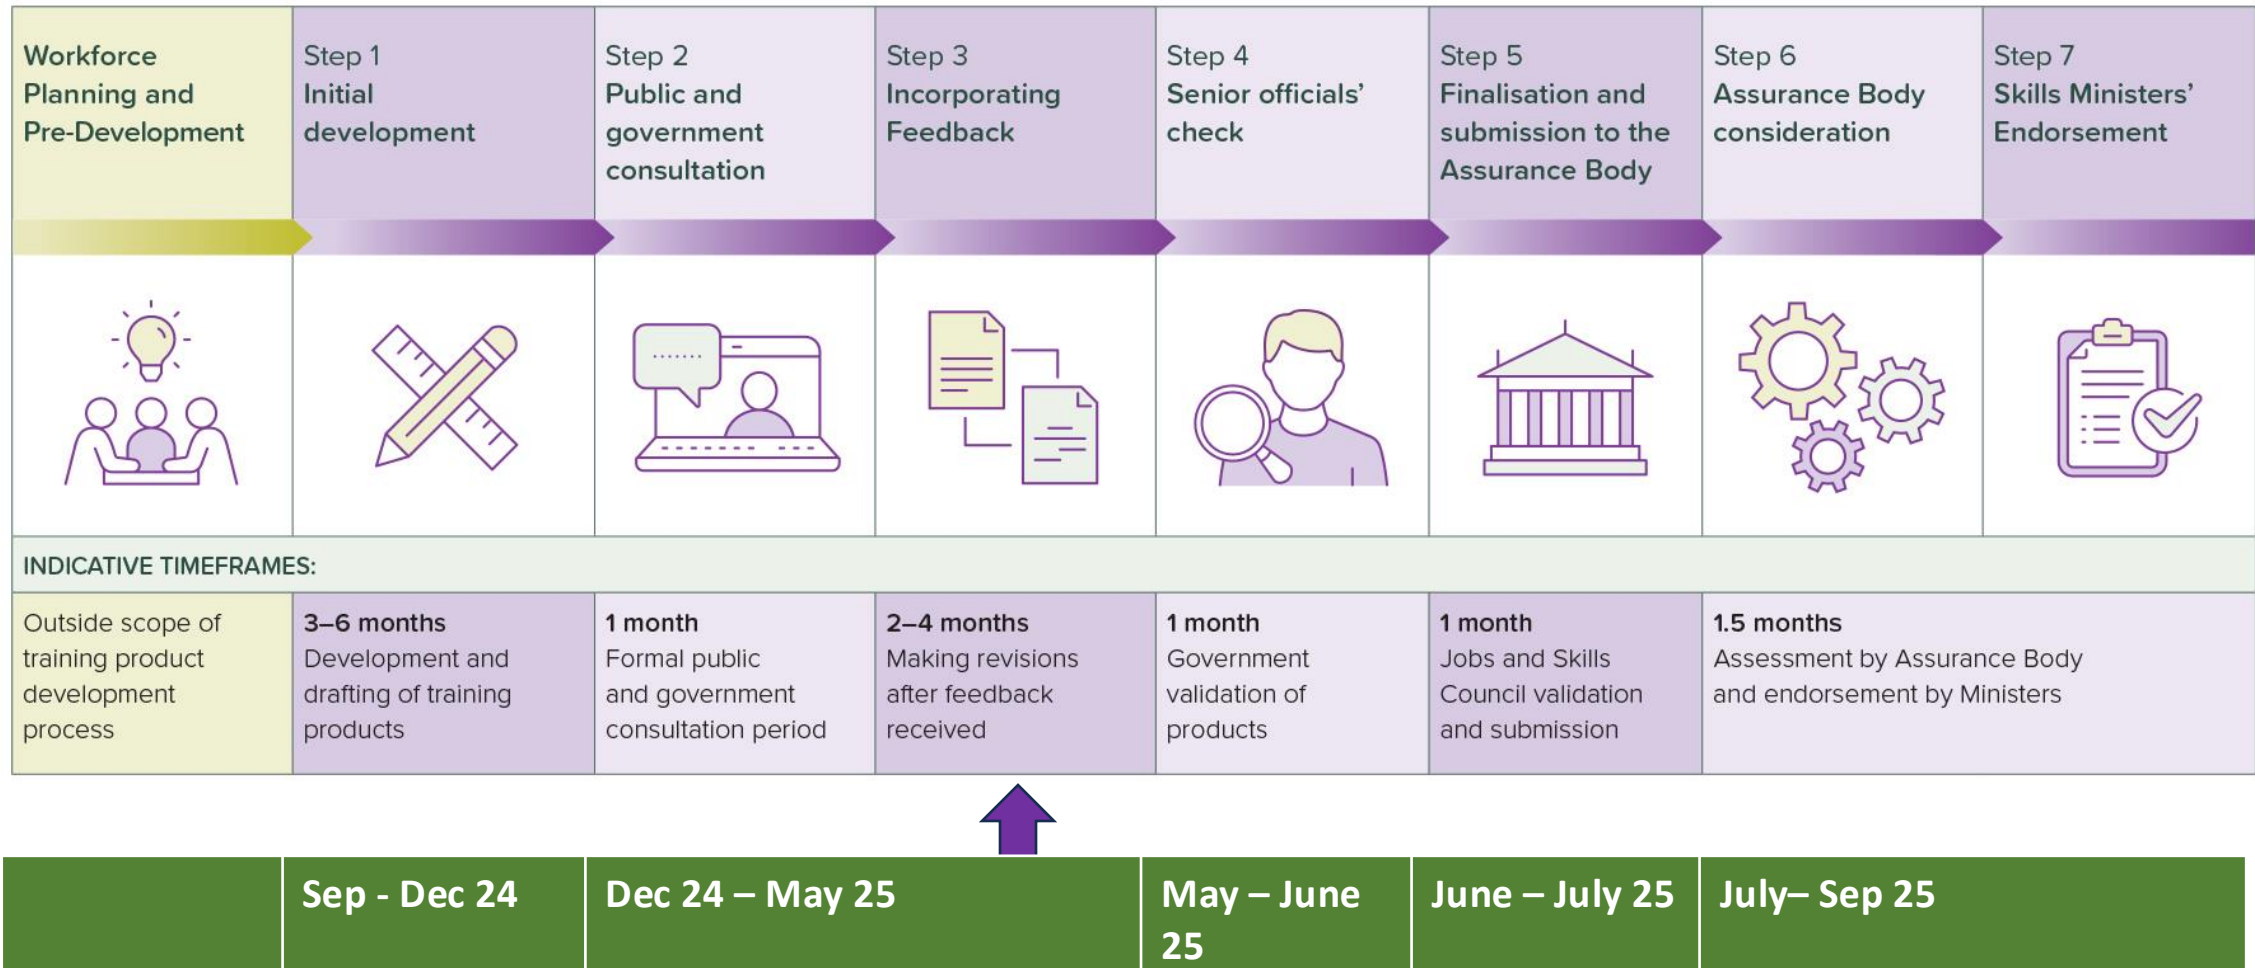 Workforce
Planning and
Pre-Development
Step 1
Initial
development
Step 2
Public and
government
consultation
Step 3
Incorporating
Feedback
Step 4
Senior officials’
check
Step 5
Finalisation and
submission to the
Assurance Body
Step 6
Assurance Body
consideration
Step 7
Skills Ministers’
Endorsement
INDICATIVE TIMEFRAMES:
Outside scope of
training product
development
process
3–6 months
Development and
drafting of training
products
1 month
Formal public
and government
consultation period
2–4 months
Making revisions
after feedback
received
1 month
Government
validation of
products
1 month
Jobs and Skills
Council validation
and submission
1.5 months
Assessment by Assurance Body
and endorsement by Ministers
Sep - Dec 24
Dec 24 – May 25
May – June
25
June – July 25
July– Sep 25